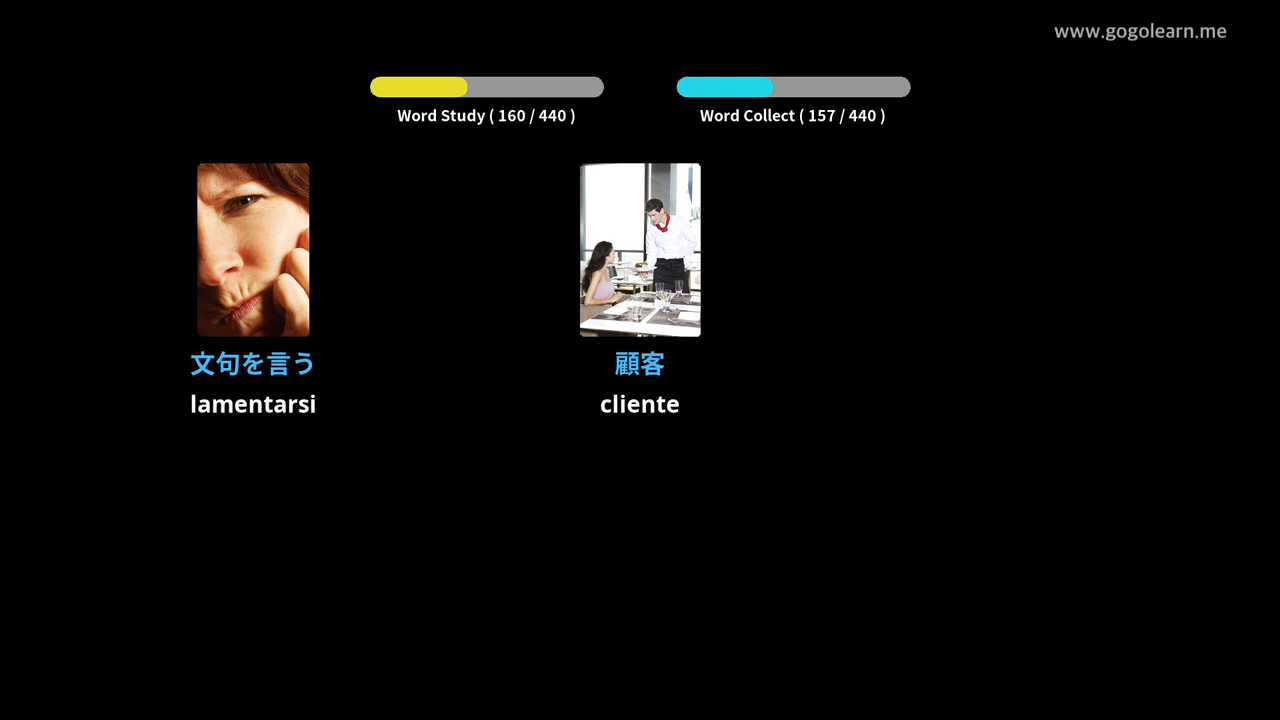 www.gogolearn.me
Word Study ( 160 / 440 )
Word Collect ( 157 / 440 )
文句を言う
lamentarsi
顧客
cliente